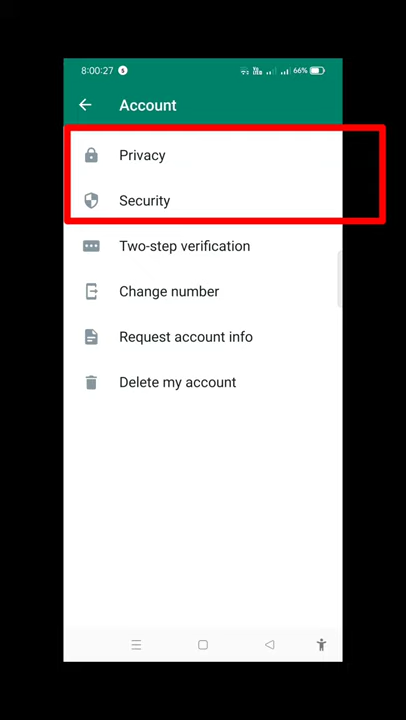 8:00:27 66%
Account
Privacy
Security
Two-step verification
Change number
Request account info
Delete my account